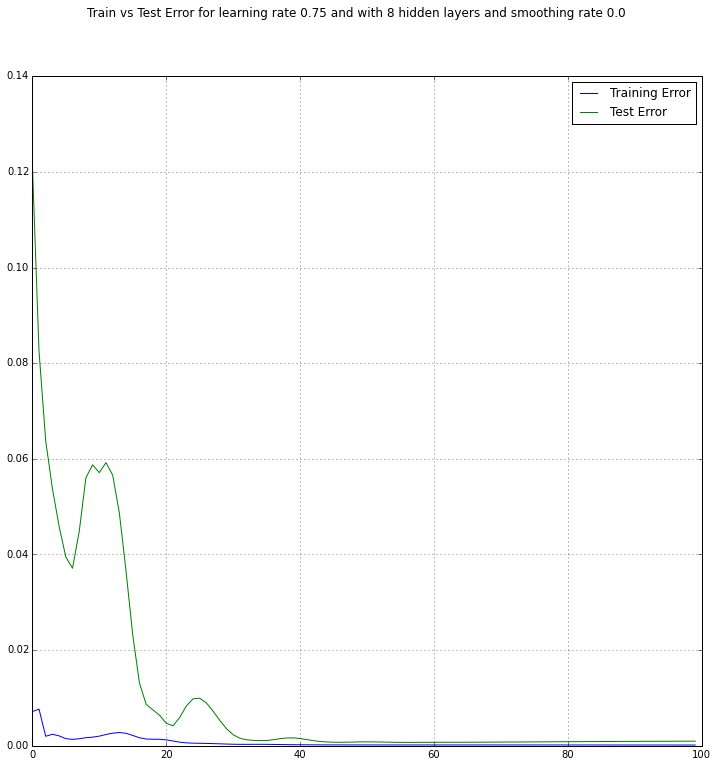 Train vs Test Error for learning rate 0.75 and with 8 hidden layers and smoothing rate 0.0
0.14
Training Error
Test Error
0.12
0.10
0.08
0.06
0.04
0.02
0.00
0 20 40 60 80 100